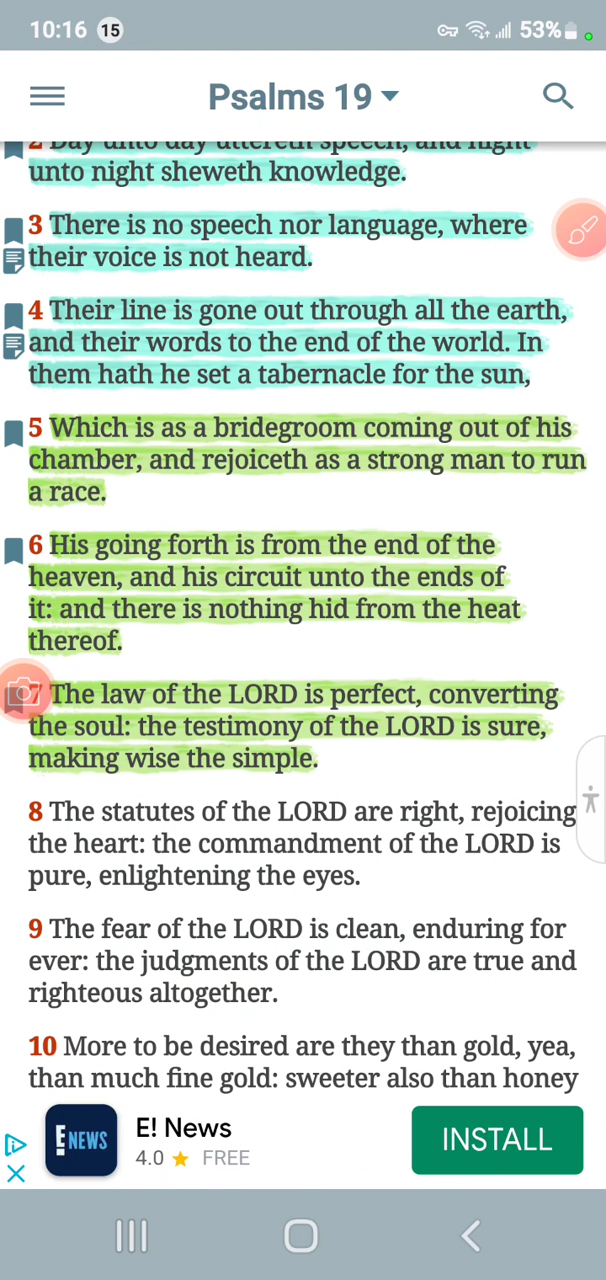 10:16 15 53%
Psalms 19
2 Day unto day uttereth speech, and night
unto night sheweth knowledge.
3 There is no speech nor language, where
their voice is not heard.
4 Their line is gone out through all the earth,
and their words to the end of the world. In
them hath he set a tabernacle for the sun,
5 Which is as a bridegroom coming out of his
chamber, and rejoiceth as a strong man to run
a race.
6 His going forth is from the end of the
heaven, and his circuit unto the ends of
it: and there is nothing hid from the heat
thereof.
7 The law of the LORD is perfect, converting
the soul: the testimony of the LORD is sure,
making wise the simple.
8 The statutes of the LORD are right, rejoicing
the heart: the commandment of the LORD is
pure, enlightening the eyes.
9 The fear of the LORD is clean, enduring for
ever: the judgments of the LORD are true and
righteous altogether.
10 More to be desired are they than gold, yea,
than much fine gold: sweeter also than honey
E NEWS
E! News
4.0 FREE
INSTALL